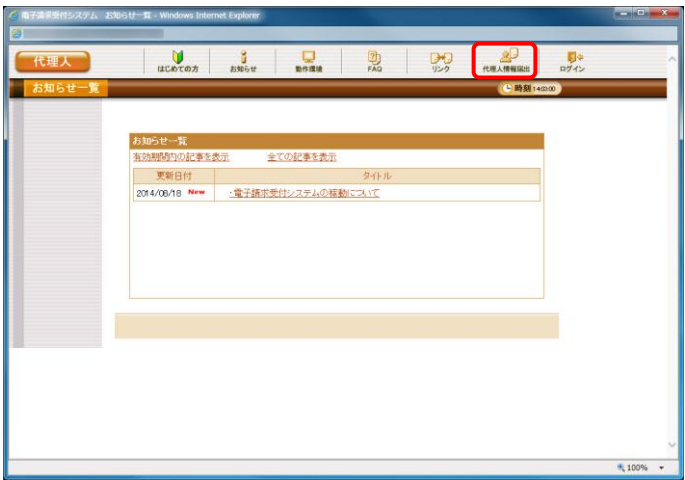 電子請求受付システム お知らせ一覧 - Windows Internet Explorer
代理人
はじめての方 お知らせ 動作環境 FAQ リンク 代理人情報届出 ログイン
お知らせ一覧
時刻 14:03:00
お知らせ一覧
有効期間内の記事を表示 全ての記事を表示
更新日付 タイトル
2014/08/18 New ・電子請求受付システムの稼動について
100%